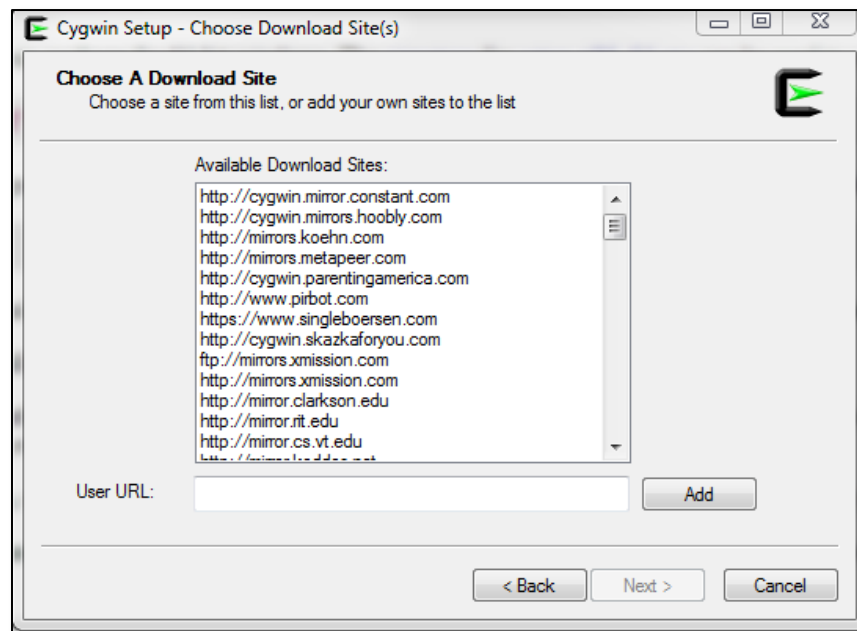 Cygwin Setup - Choose Download Site(s)
Choose A Download Site
Choose a site from this list, or add your own sites to the list
Available Download Sites:
http://cygwin.mirror.constant.com
http://cygwin.mirrors.hoobly.com
http://mirrors.koehn.com
http://mirrors.metapeer.com
http://cygwin.parentingamerica.com
http://www.pirbot.com
https://www.singleboersen.com
http://cygwin.skazkaforyou.com
ftp://mirrors.xmission.com
http://mirrors.xmission.com
http://mirror.clarkson.edu
http://mirror.rit.edu
http://mirror.cs.vt.edu
User URL:
Add
< Back
Next >
Cancel